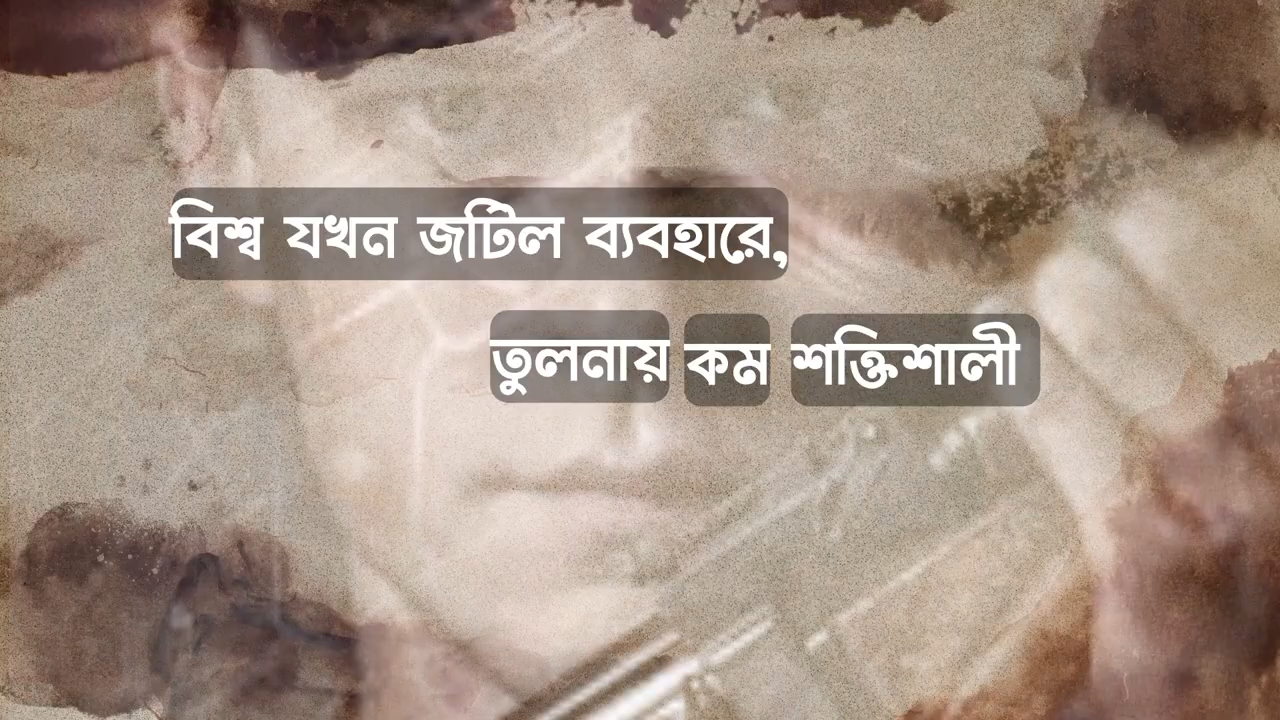 বিশ্ব যখন জটিল ব্যবহারে,
তুলনায় কম শক্তিশালী